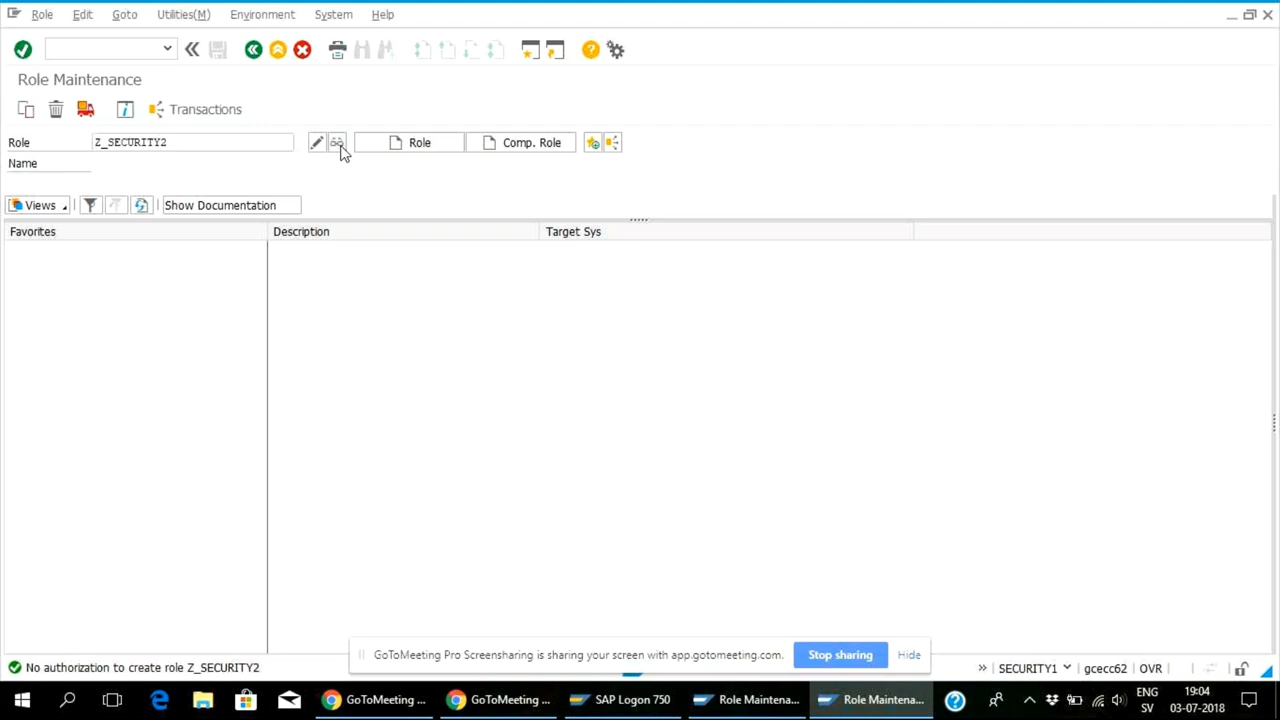 Role Edit Goto Utilities(M) Environment System Help
Role Maintenance
Transactions
Role Z_SECURITY2 Role Comp. Role
Name
Views Show Documentation
Favorites Description Target Sys
GoToMeeting Pro Screensharing is sharing your screen with app.gotomeeting.com. Stop sharing Hide
No authorization to create role Z_SECURITY2 SECURITY1 gcecc62 OVR
GoToMeeting ... GoToMeeting ... SAP Logon 750 Role Maintena... Role Maintena... ENG 19:04
SV 03-07-2018